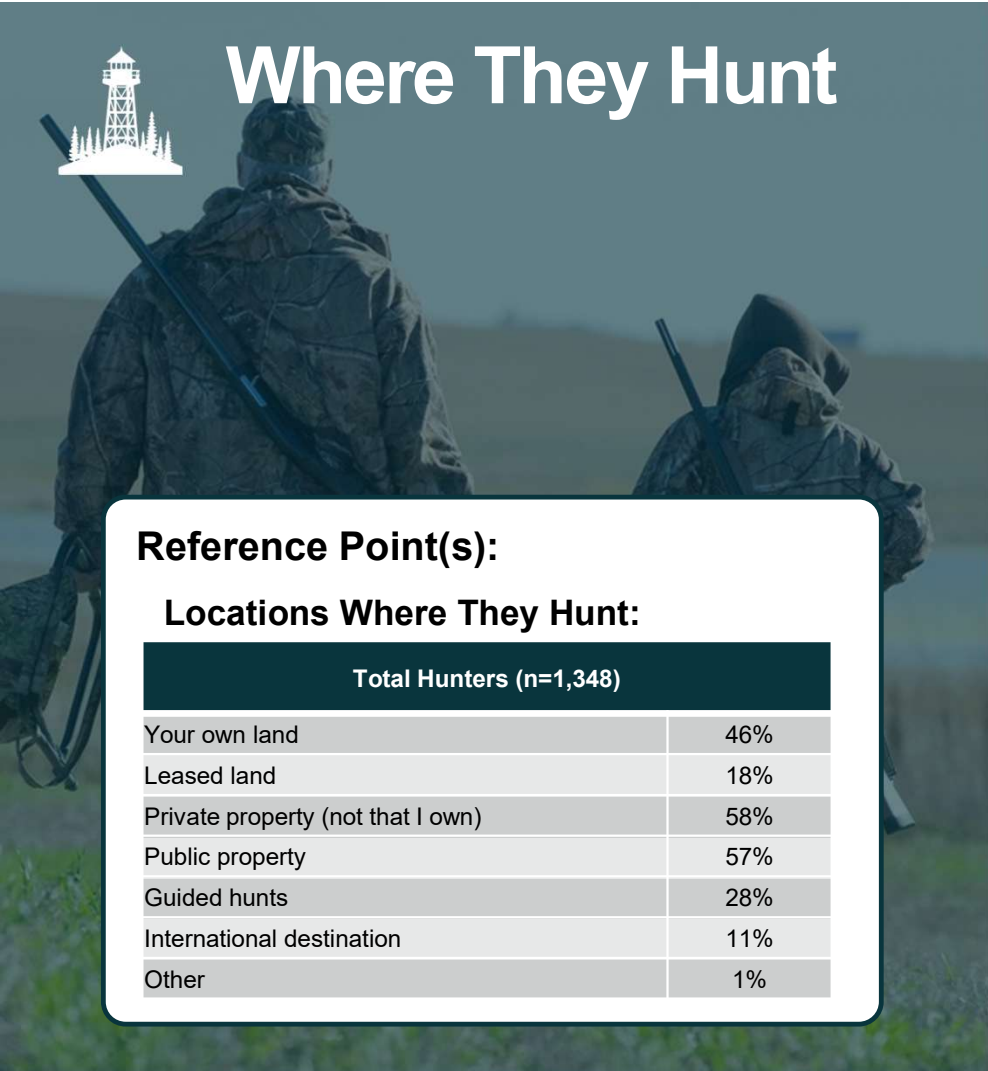 Where They Hunt
Reference Point(s):
Locations Where They Hunt:
Total Hunters (n=1,348)
Your own land 46%
Leased land 18%
Private property (not that I own) 58%
Public property 57%
Guided hunts 28%
International destination 11%
Other 1%